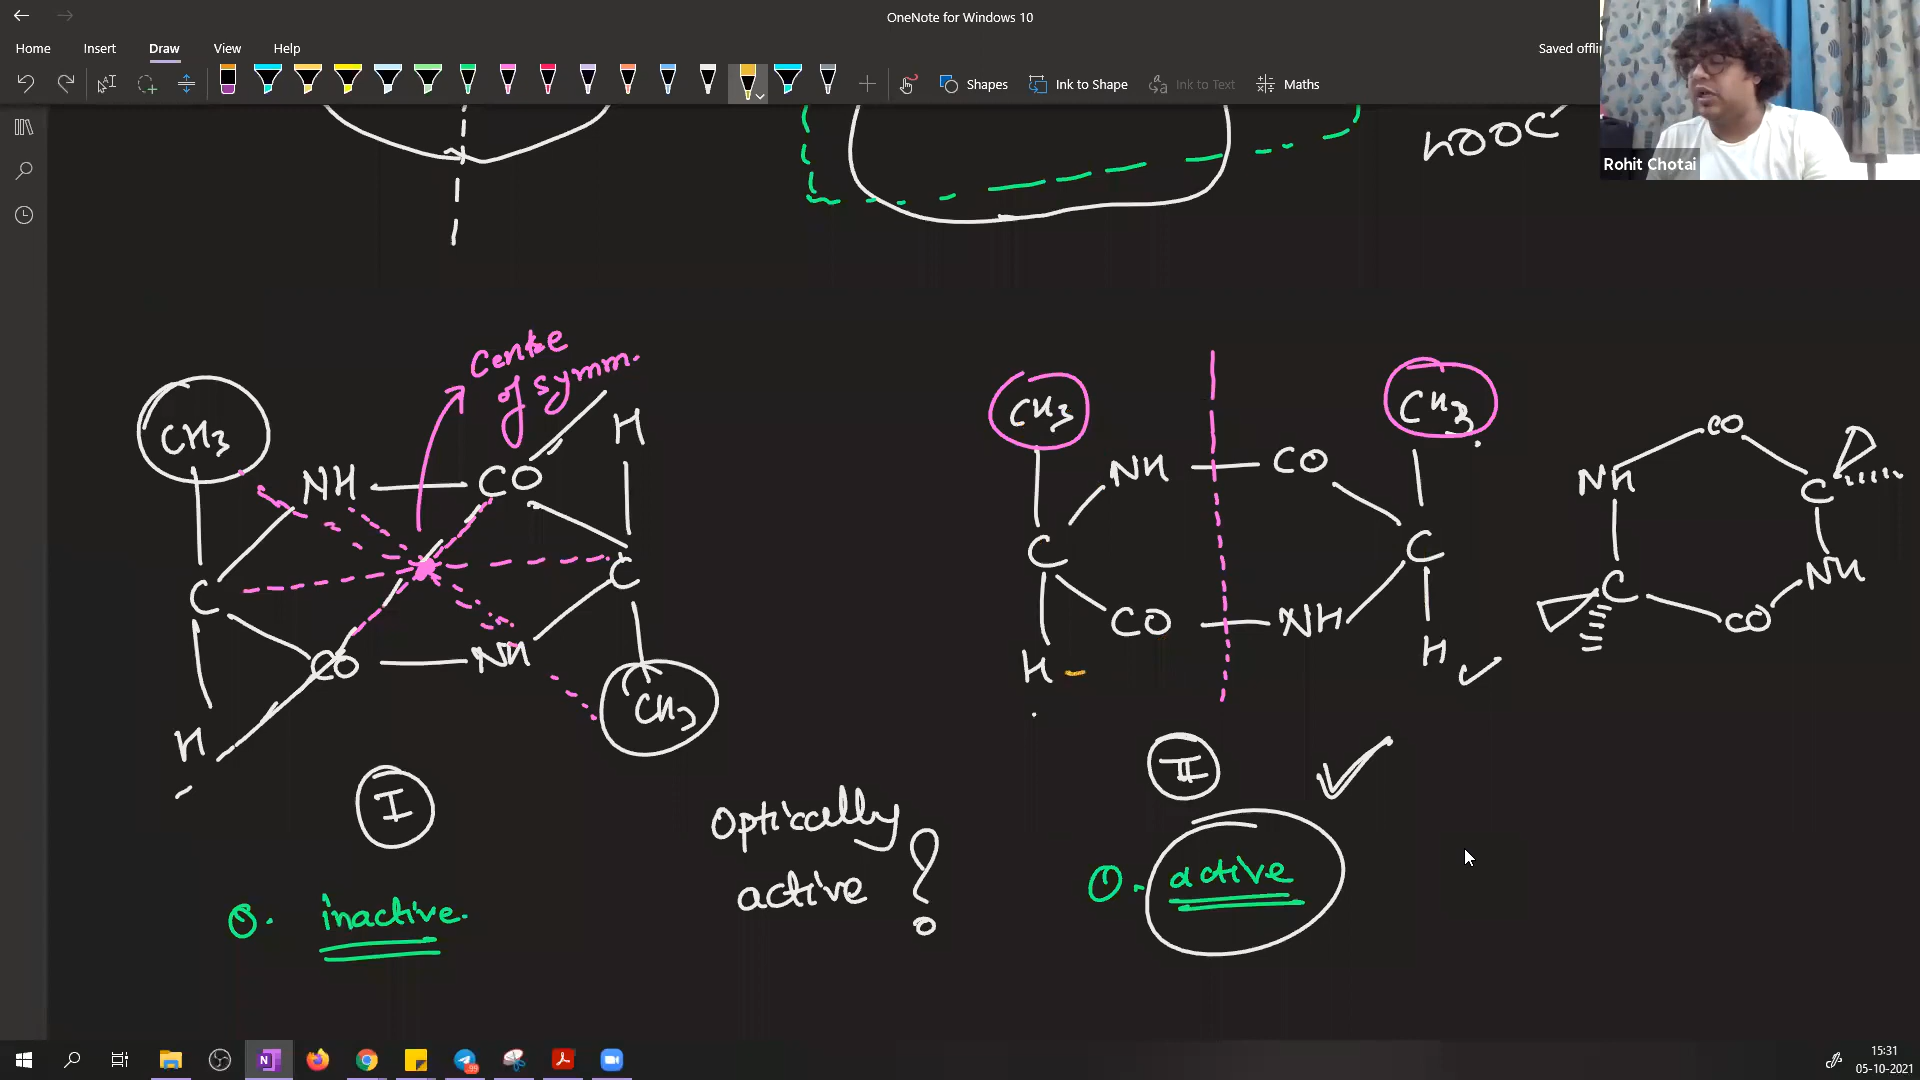 OneNote for Windows 10
Home Insert Draw View Help
Saved offli
Shapes Ink to Shape Ink to Text Maths
HOOC
Rohit Chotai
Centre
of symm.
CH3 H
NH CO
C C
CO NH
H CH3
I
O. inactive.
Optically
active ?
CH3 CH3
NH CO
C C
CO NH
H H
II
O. active
CO
NH C
C NH
CO
99
15:31
05-10-2021